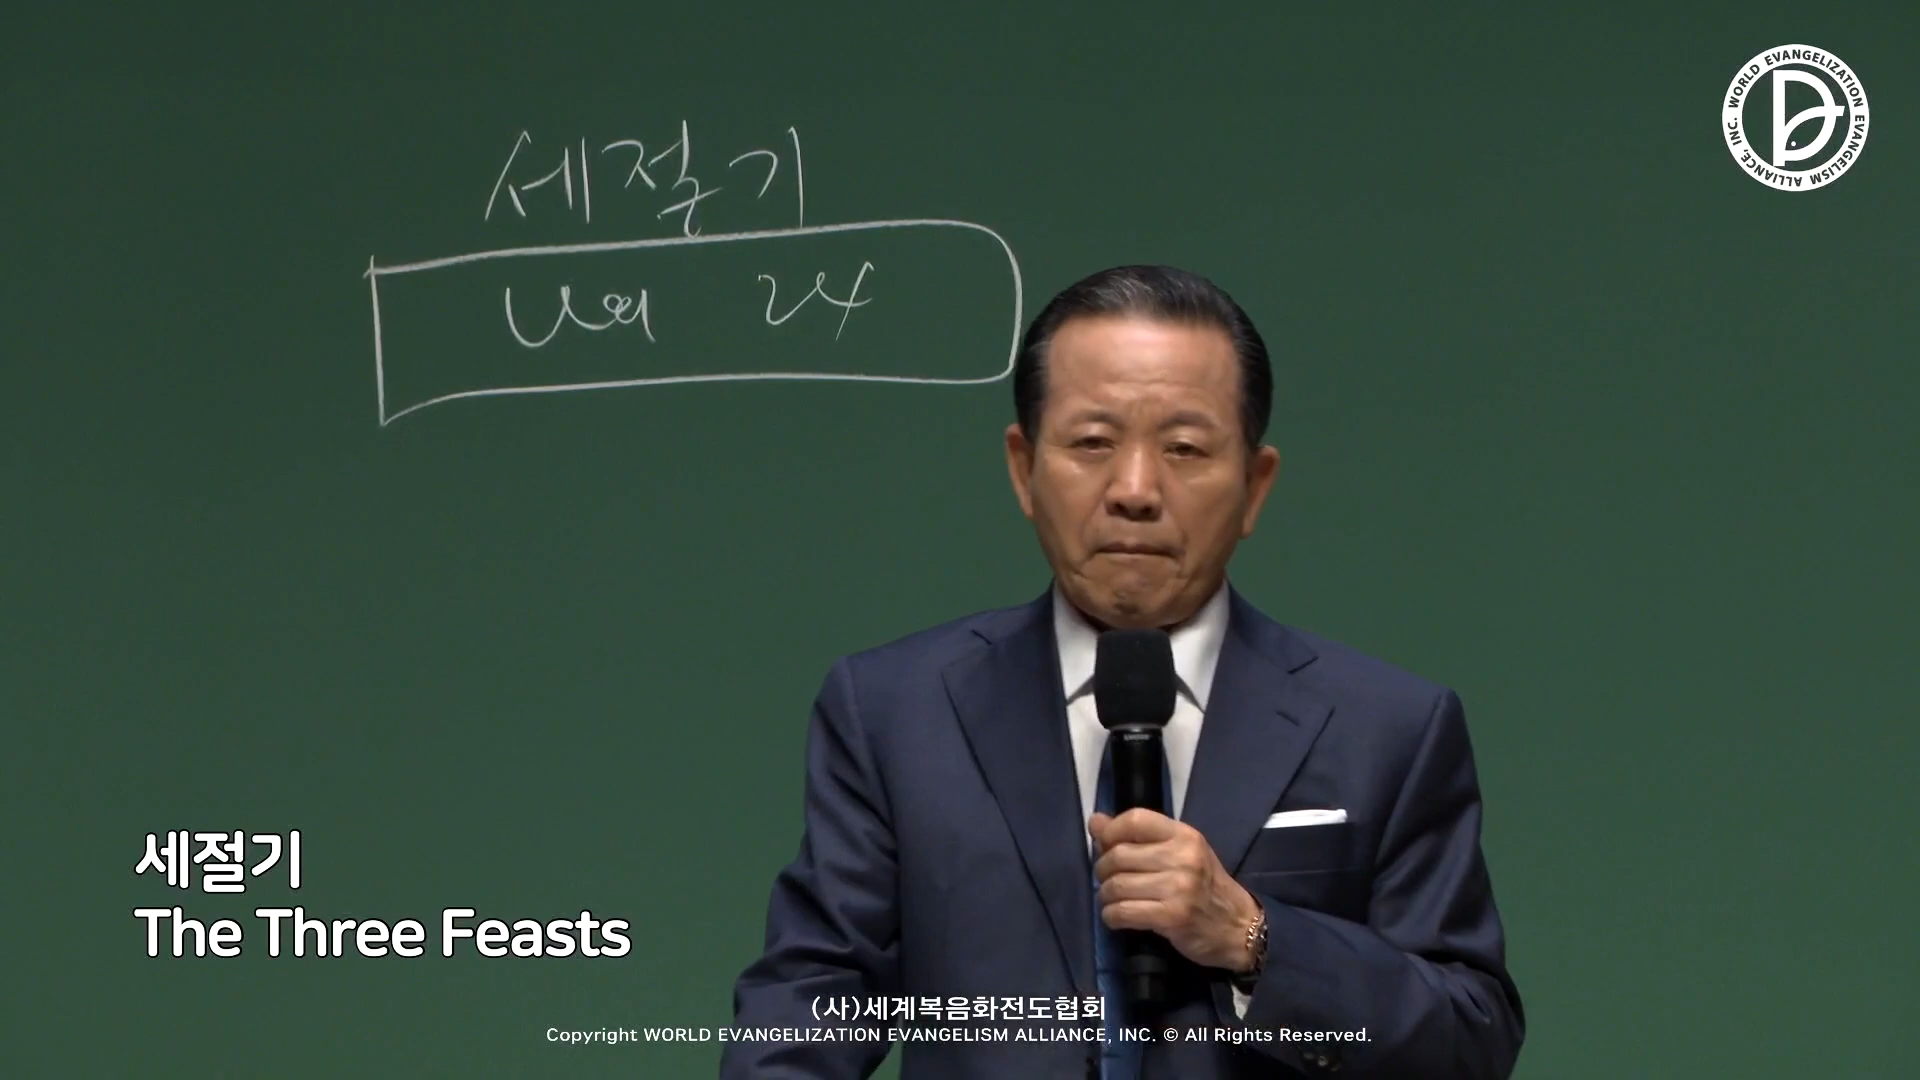 세절기
24
WORLD EVANGELIZATION EVANGELISM ALLIANCE, INC.
세절기
The Three Feasts
(사)세계복음화전도협회
Copyright WORLD EVANGELIZATION EVANGELISM ALLIANCE, INC. © All Rights Reserved.